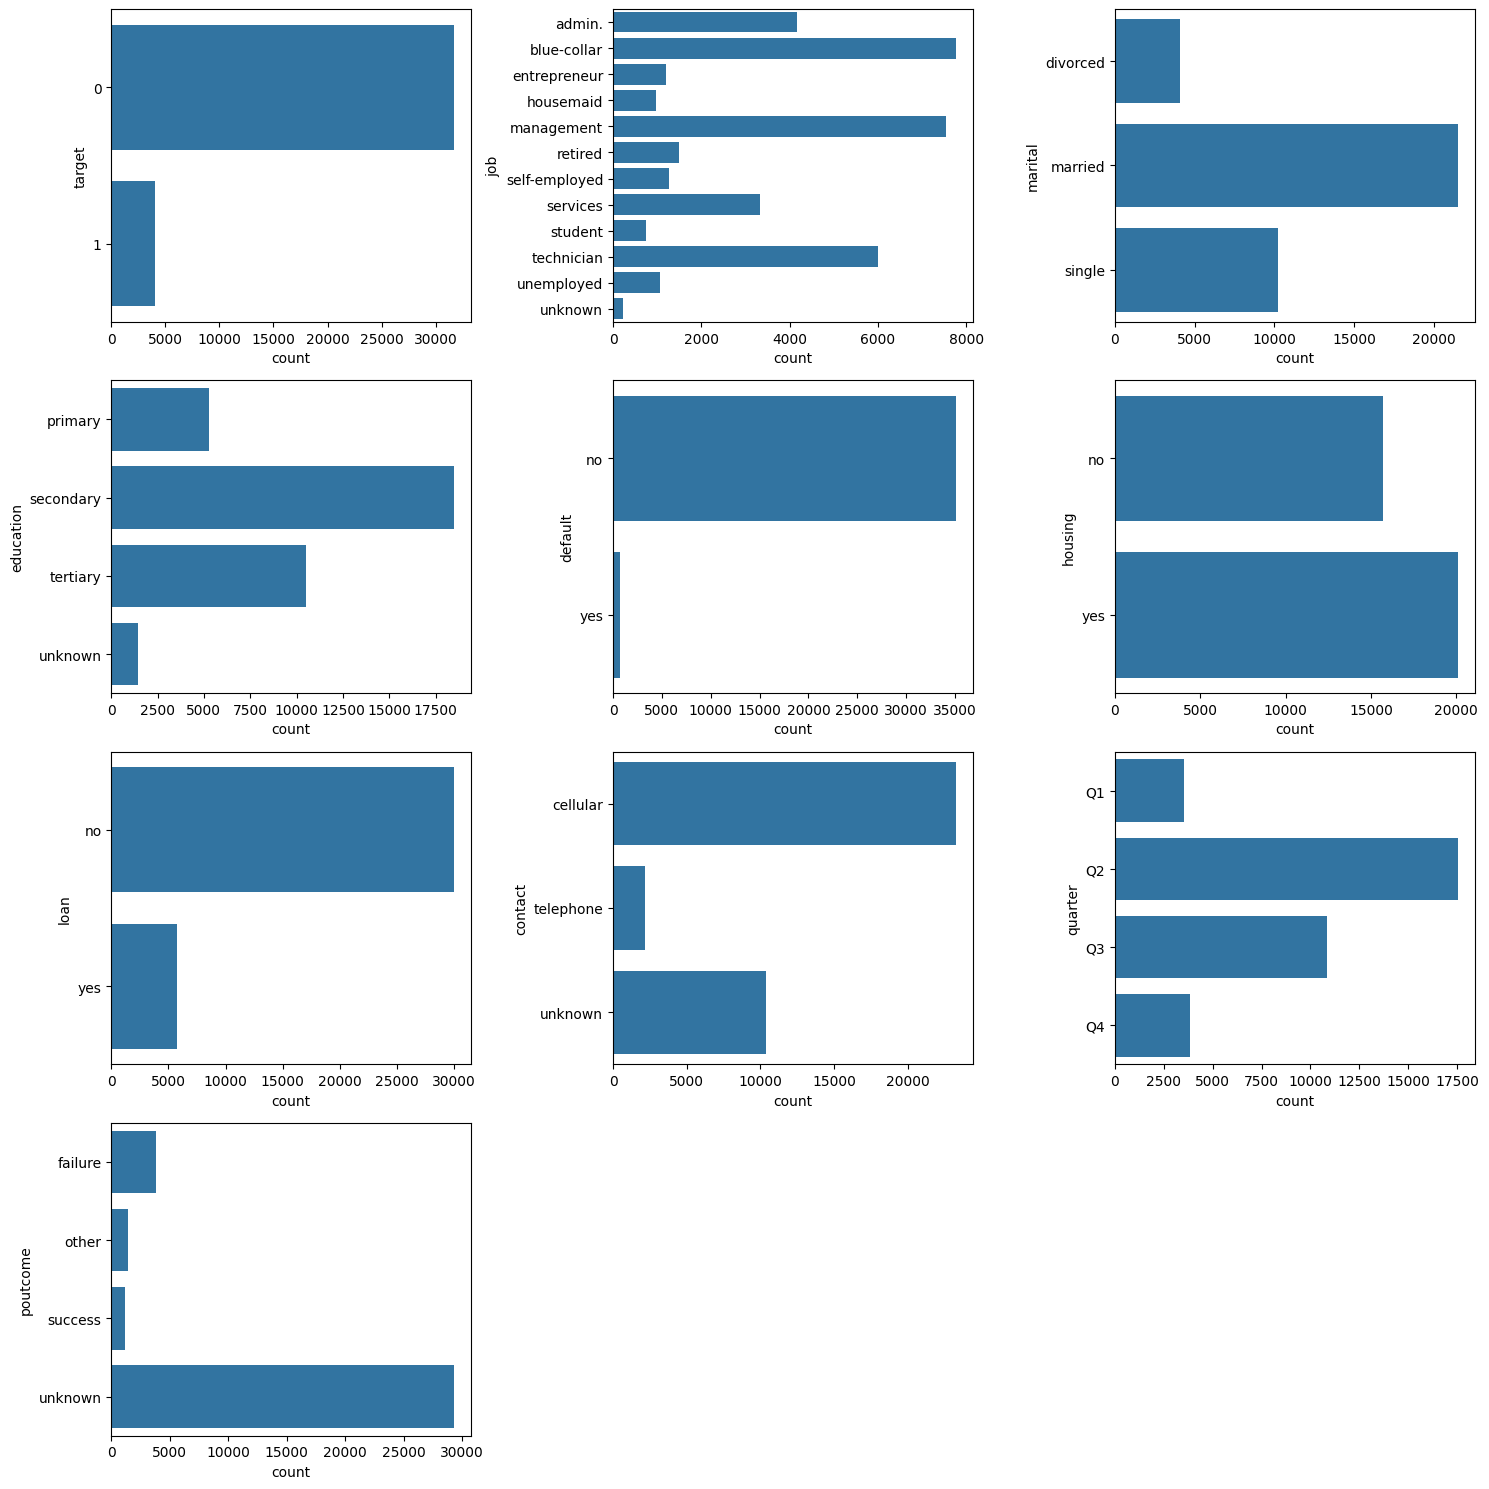 target
0
1
0 5000 10000 15000 20000 25000 30000
count
job
admin.
blue-collar
entrepreneur
housemaid
management
retired
self-employed
services
student
technician
unemployed
unknown
0 2000 4000 6000 8000
count
marital
divorced
married
single
0 5000 10000 15000 20000
count
education
primary
secondary
tertiary
unknown
0 2500 5000 7500 10000 12500 15000 17500
count
default
no
yes
0 5000 10000 15000 20000 25000 30000 35000
count
housing
no
yes
0 5000 10000 15000 20000
count
loan
no
yes
0 5000 10000 15000 20000 25000 30000
count
contact
cellular
telephone
unknown
0 5000 10000 15000 20000
count
quarter
Q1
Q2
Q3
Q4
0 2500 5000 7500 10000 12500 15000 17500
count
poutcome
failure
other
success
unknown
0 5000 10000 15000 20000 25000 30000
count